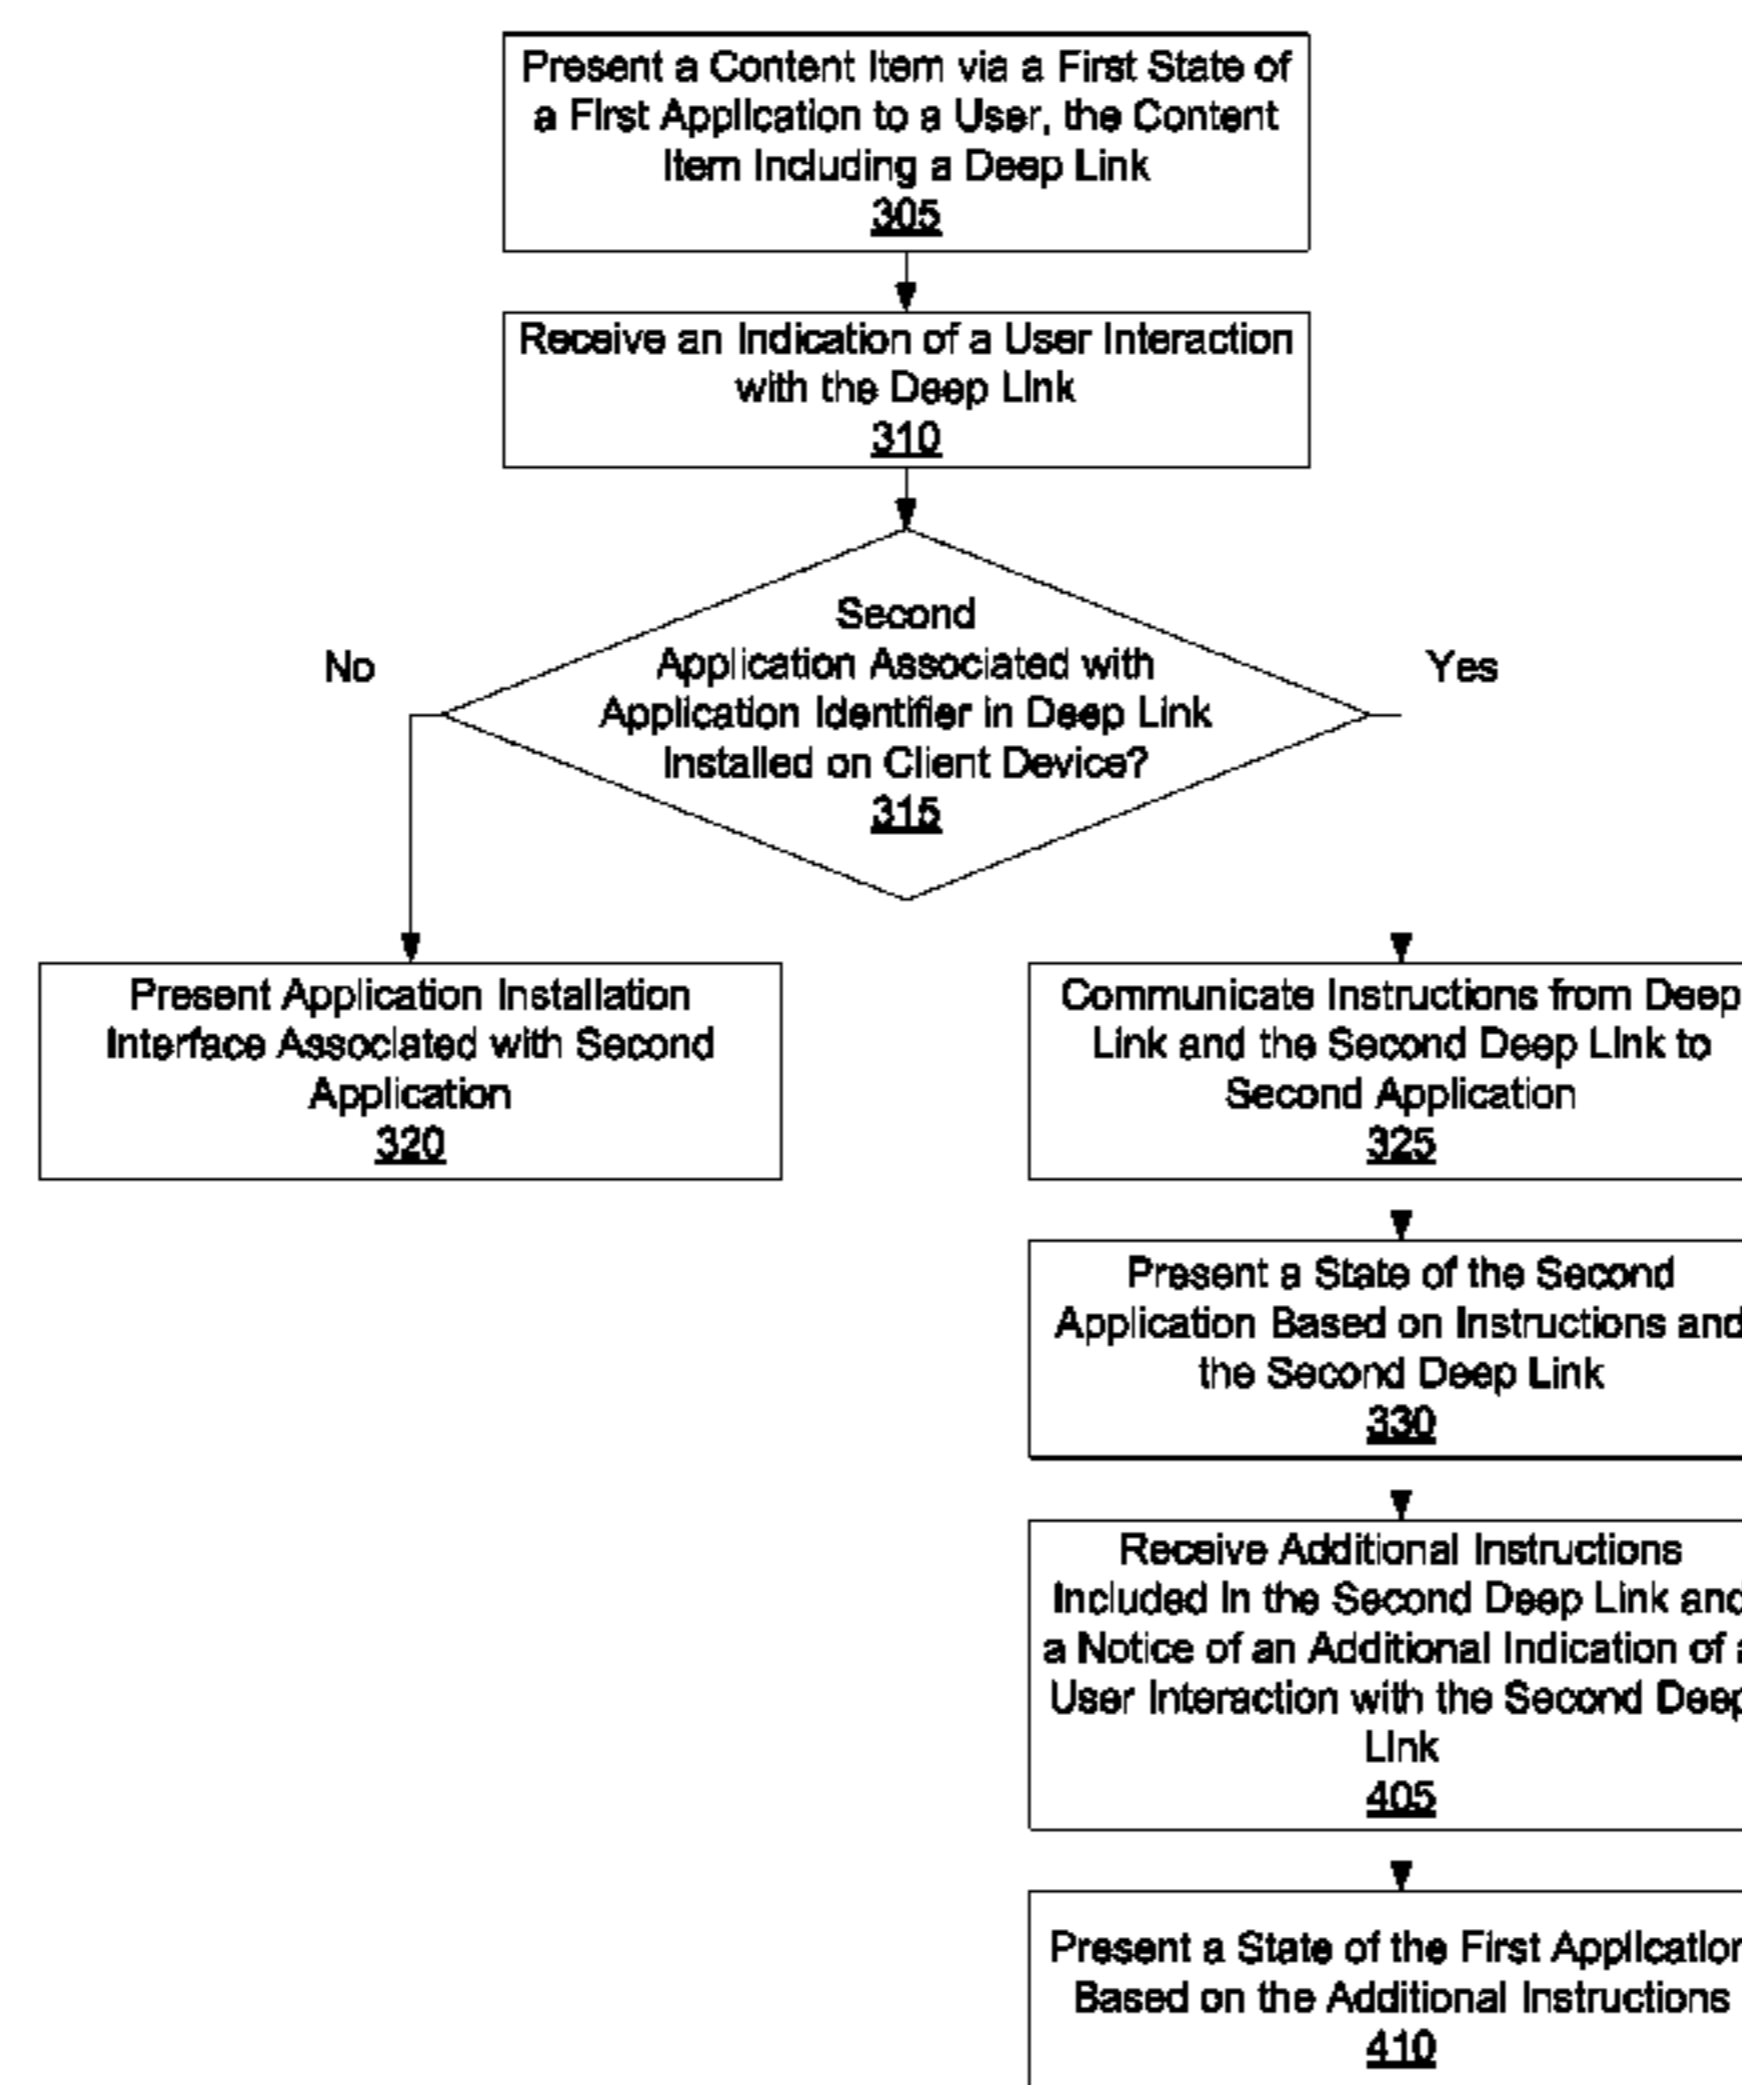 Present a Content Item via a First State of
a First Application to a User, the Content
Item Including a Deep Link
305
Receive an Indication of a User Interaction
with the Deep Link
310
Second
Application Associated with
Application Identifier in Deep Link
Installed on Client Device?
315
No
Yes
Present Application Installation
Interface Associated with Second
Application
320
Communicate Instructions from Deep
Link and the Second Deep Link to
Second Application
325
Present a State of the Second
Application Based on Instructions and
the Second Deep Link
330
Receive Additional Instructions
Included in the Second Deep Link and
a Notice of an Additional Indication of a
User Interaction with the Second Deep
Link
405
Present a State of the First Application
Based on the Additional Instructions
410